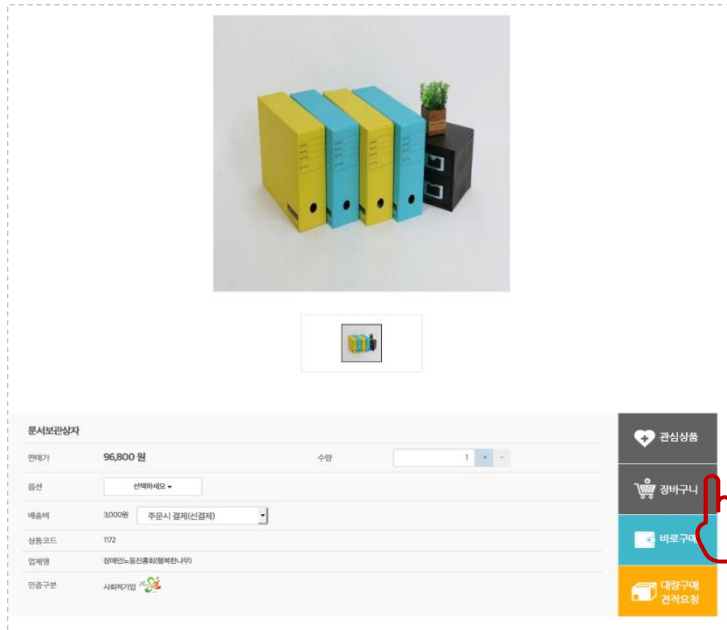 문서보관상자
판매가 96,800 원 수량 1 + -
옵션 선택하세요
배송비 3,000원 주문시 결제(선결제)
상품코드 1172
업체명 장애인노동진흥회(행복한나무)
인증구분 사회적기업
관심상품
장바구니
바로구매
대량구매
견적요청